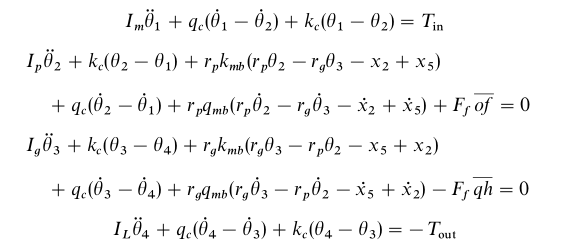 I_m θ̈_1 + q_c(θ̇_1 − θ̇_2) + k_c(θ_1 − θ_2) = T_in
I_p θ̈_2 + k_c(θ_2 − θ_1) + r_p k_mb(r_p θ_2 − r_g θ_3 − x_2 + x_5)
+ q_c(θ̇_2 − θ̇_1) + r_p q_mb(r_p θ̇_2 − r_g θ̇_3 − ẋ_2 + ẋ_5) + F_f \overline{of} = 0
I_g θ̈_3 + k_c(θ_3 − θ_4) + r_g k_mb(r_g θ_3 − r_p θ_2 − x_5 + x_2)
+ q_c(θ̇_3 − θ̇_4) + r_g q_mb(r_g θ̇_3 − r_p θ̇_2 − ẋ_5 + ẋ_2) − F_f \overline{qh} = 0
I_L θ̈_4 + q_c(θ̇_4 − θ̇_3) + k_c(θ_4 − θ_3) = − T_out